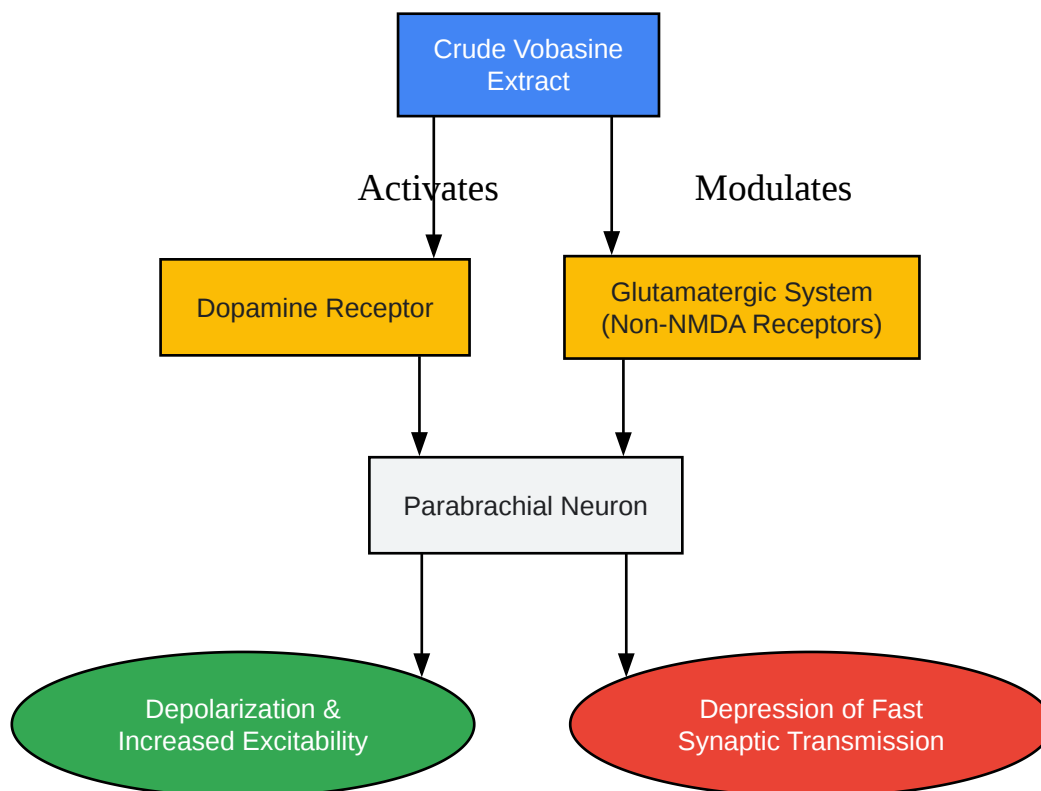 Crude Vobasine
Extract
Activates
Modulates
Dopamine Receptor
Glutamatergic System
(Non-NMDA Receptors)
Parabrachial Neuron
Depolarization &
Increased Excitability
Depression of Fast
Synaptic Transmission